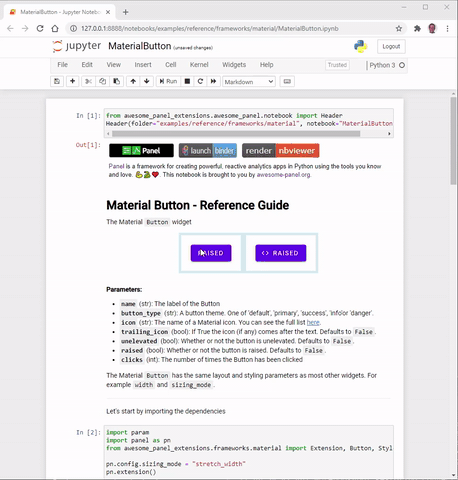 MaterialButton - Jupyter Noteb
127.0.0.1:8888/notebooks/examples/reference/frameworks/material/MaterialButton.ipynb
jupyter MaterialButton (unsaved changes)
Logout
File Edit View Insert Cell Kernel Widgets Help
Trusted
Python 3
Run
Markdown
In [1]:
from awesome_panel_extensions.awesome_panel.notebook import Header
Header(folder="examples/reference/frameworks/material", notebook="MaterialButton
Out[1]:
Panel
launch binder
render nbviewer
Panel is a framework for creating powerful, reactive analytics apps in Python using the tools you know
and love. 💪🐍❤️. This notebook is brought to you by awesome-panel.org.
Material Button - Reference Guide
The Material Button widget
RAISED
<> RAISED
Parameters:
• name (str): The label of the Button
• button_type (str): A button theme. One of 'default', 'primary', 'success', 'info'or 'danger'.
• icon (str): The name of a Material icon. You can see the full list here.
• trailing_icon (bool): If True the icon (if any) comes after the text. Defaults to False.
• unelevated (bool): Whether or not the button is unelevated. Defaults to False.
• raised (bool): Whether or not the button is raised. Defaults to False.
• clicks (int): The number of times the Button has been clicked
The Material Button has the same layout and styling parameters as most other widgets. For
example width and sizing_mode.
Let's start by importing the dependencies
In [2]:
import param
import panel as pn
from awesome_panel_extensions.frameworks.material import Extension, Button, Styl
pn.config.sizing_mode = "stretch_width"
pn.extension()